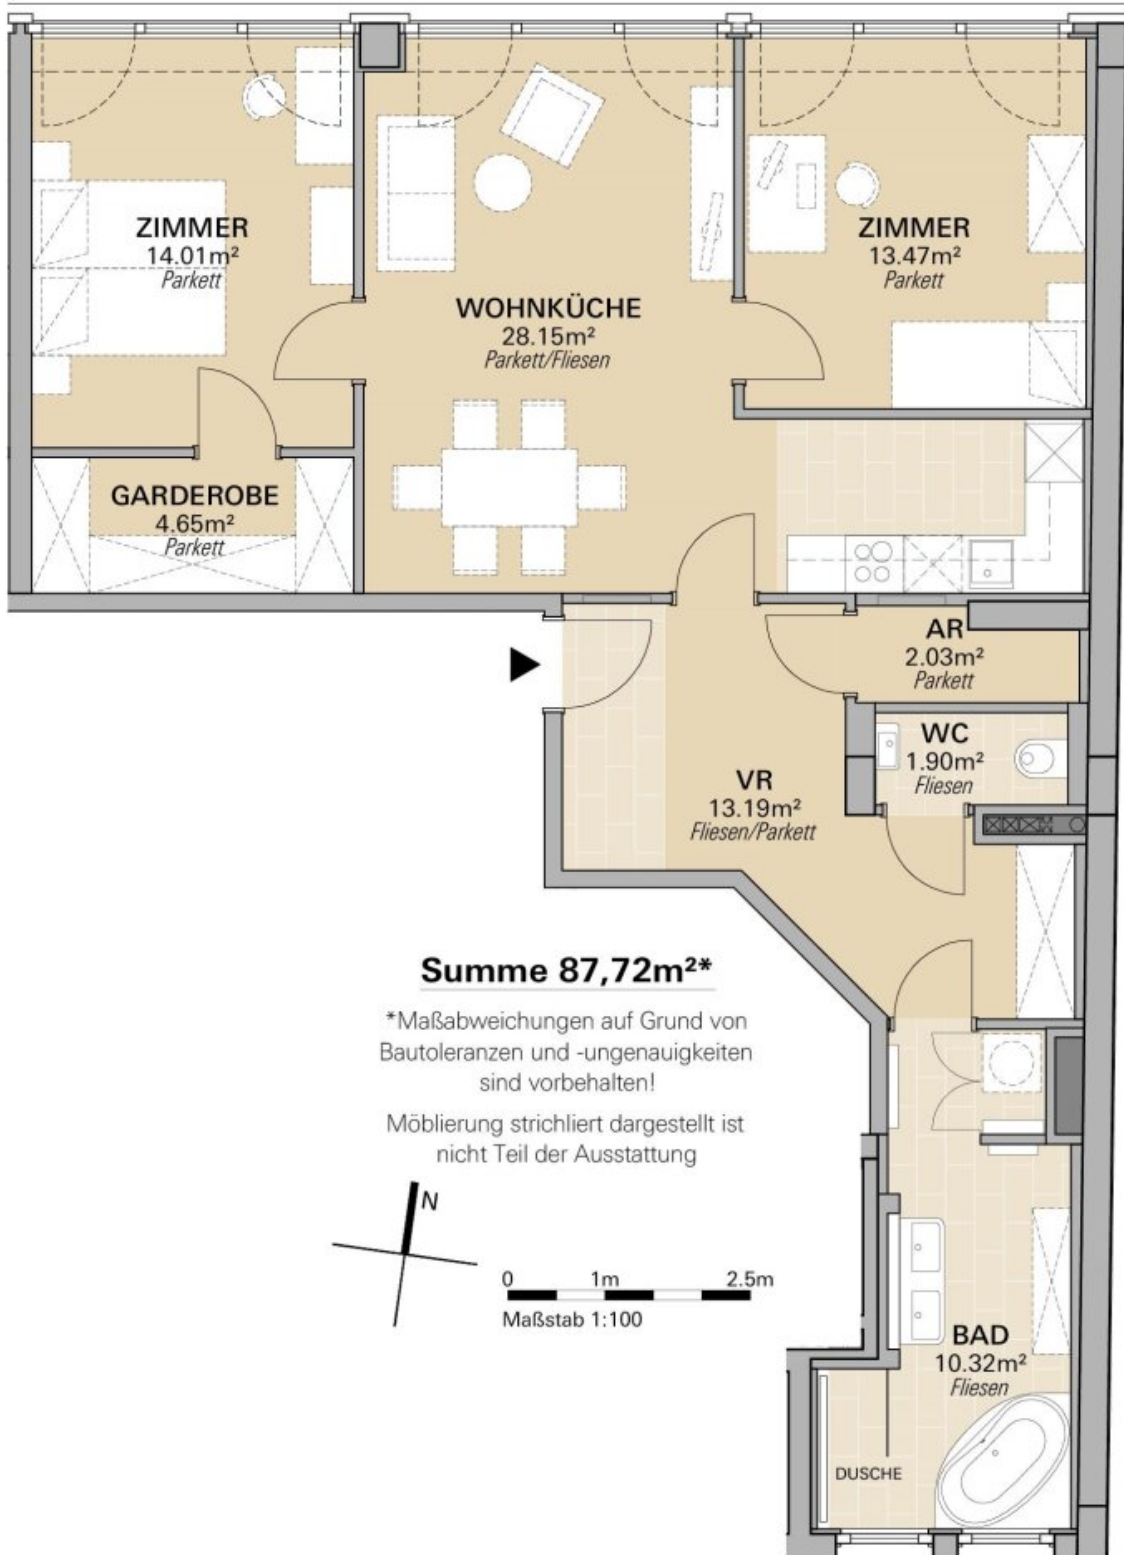 ZIMMER
14.01m²
Parkett
ZIMMER
13.47m²
Parkett
WOHNKÜCHE
28.15m²
Parkett/Fliesen
GARDEROBE
4.65m²
Parkett
AR
2.03m²
Parkett
WC
1.90m²
Fliesen
VR
13.19m²
Fliesen/Parkett
Summe 87,72m²*
*Maßabweichungen auf Grund von
Bautoleranzen und -ungenauigkeiten
sind vorbehalten!
Möblierung strichliert dargestellt ist
nicht Teil der Ausstattung
N
0 1m 2.5m
Maßstab 1:100
BAD
10.32m²
Fliesen
DUSCHE